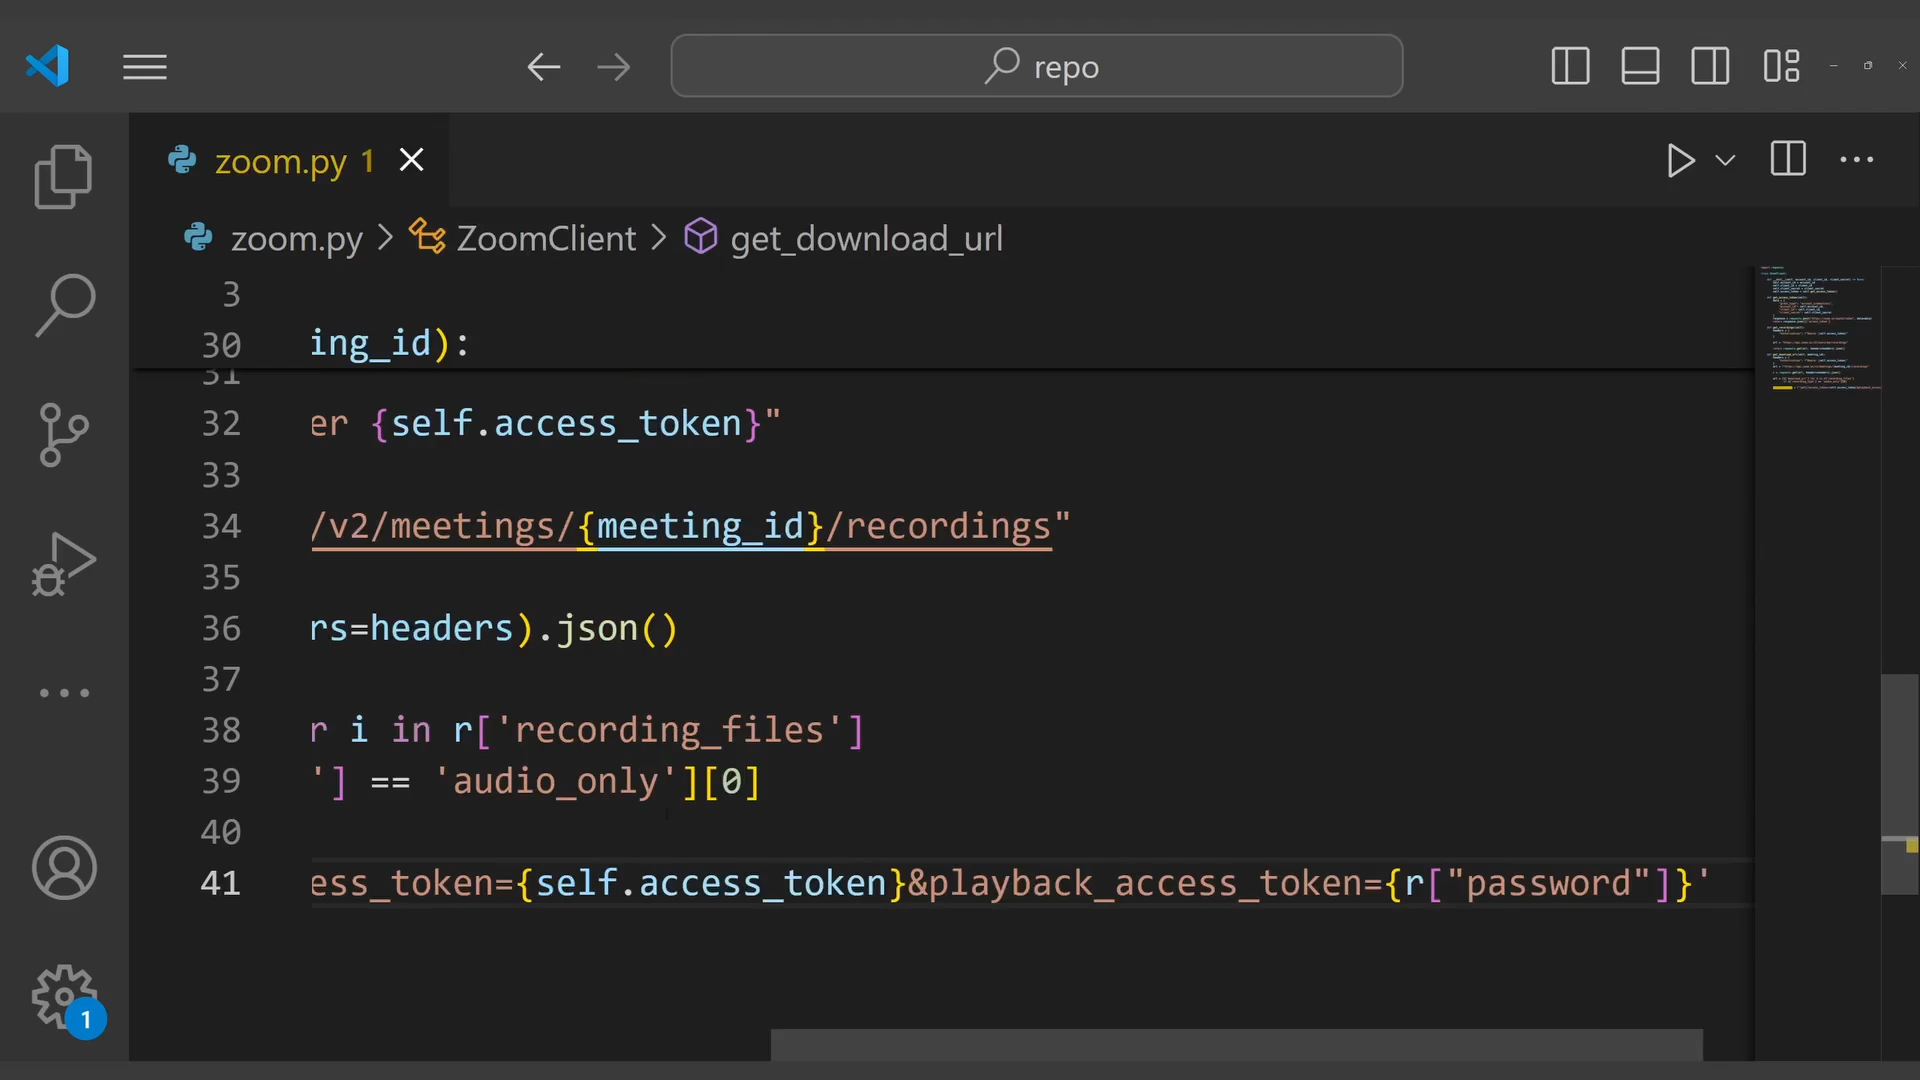 repo
zoom.py 1
zoom.py > ZoomClient > get_download_url
3
30 ing_id):
31
32 er {self.access_token}"
33
34 /v2/meetings/{meeting_id}/recordings"
35
36 rs=headers).json()
37
38 r i in r['recording_files']
39 '] == 'audio_only'][0]
40
41 ess_token={self.access_token}&playback_access_token={r["password"]}'
1